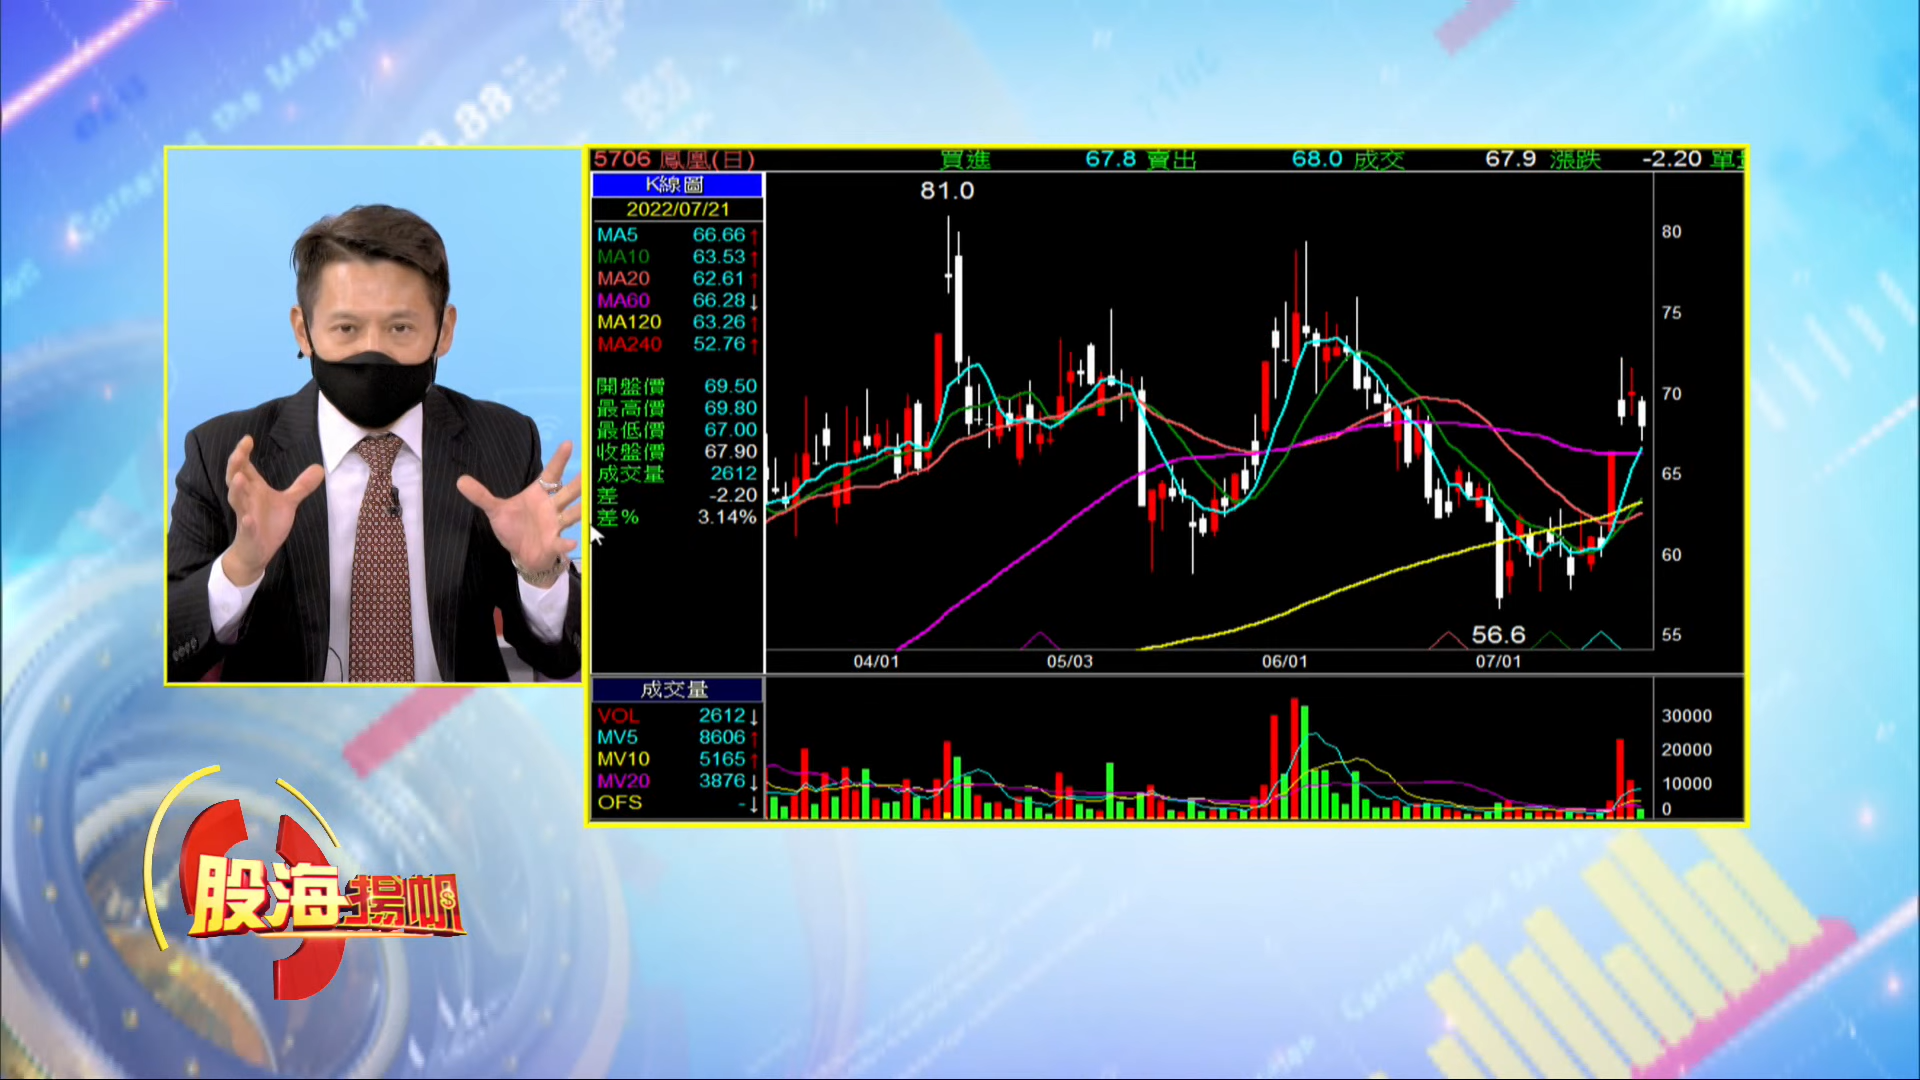 5706 鳳凰(日) 買進 67.8 賣出 68.0 成交 67.9 漲跌 -2.20 單量
K線圖
2022/07/21
MA5 66.66↑
MA10 63.53↑
MA20 62.61↑
MA60 66.28↓
MA120 63.26↑
MA240 52.76↑
開盤價 69.50
最高價 69.80
最低價 67.00
收盤價 67.90
成交量 2612
差 -2.20
差% 3.14%
81.0
80
75
70
65
60
55
56.6
04/01 05/03 06/01 07/01
成交量
VOL 2612↓
MV5 8606↑
MV10 5165↑
MV20 3876↓
OFS -↓
30000
20000
10000
0
股海揚帆
Cornering the Market